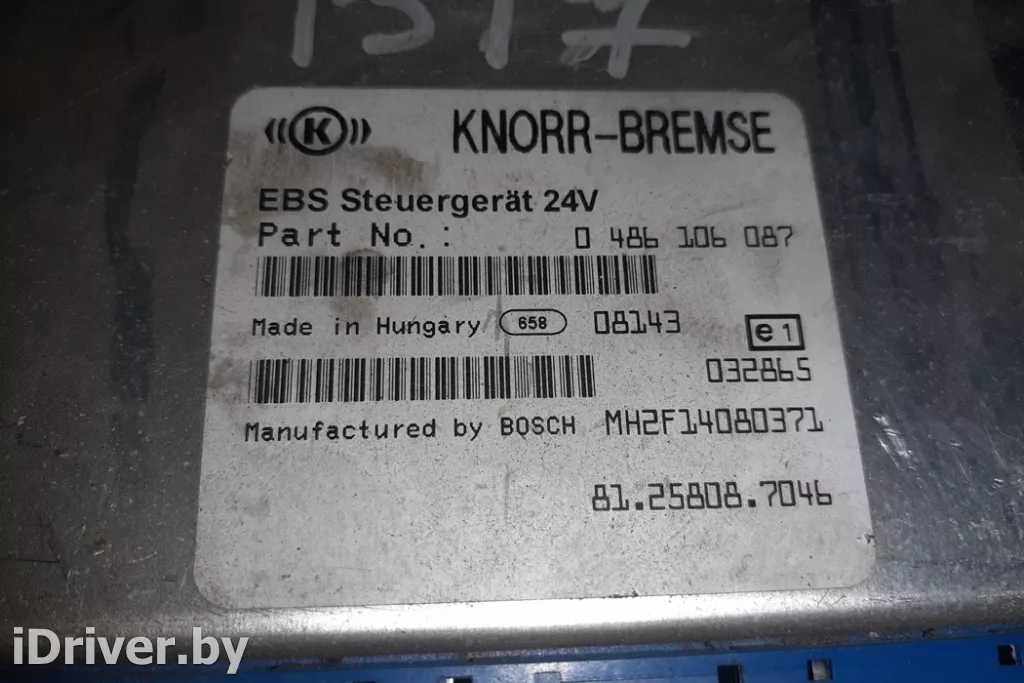 1517
K KNORR-BREMSE
EBS Steuergerät 24V
Part No.: 0 486 106 087
Made in Hungary 658 08143 e1
032865
Manufactured by BOSCH MH2F14080371
81.25808.7046
iDriver.by